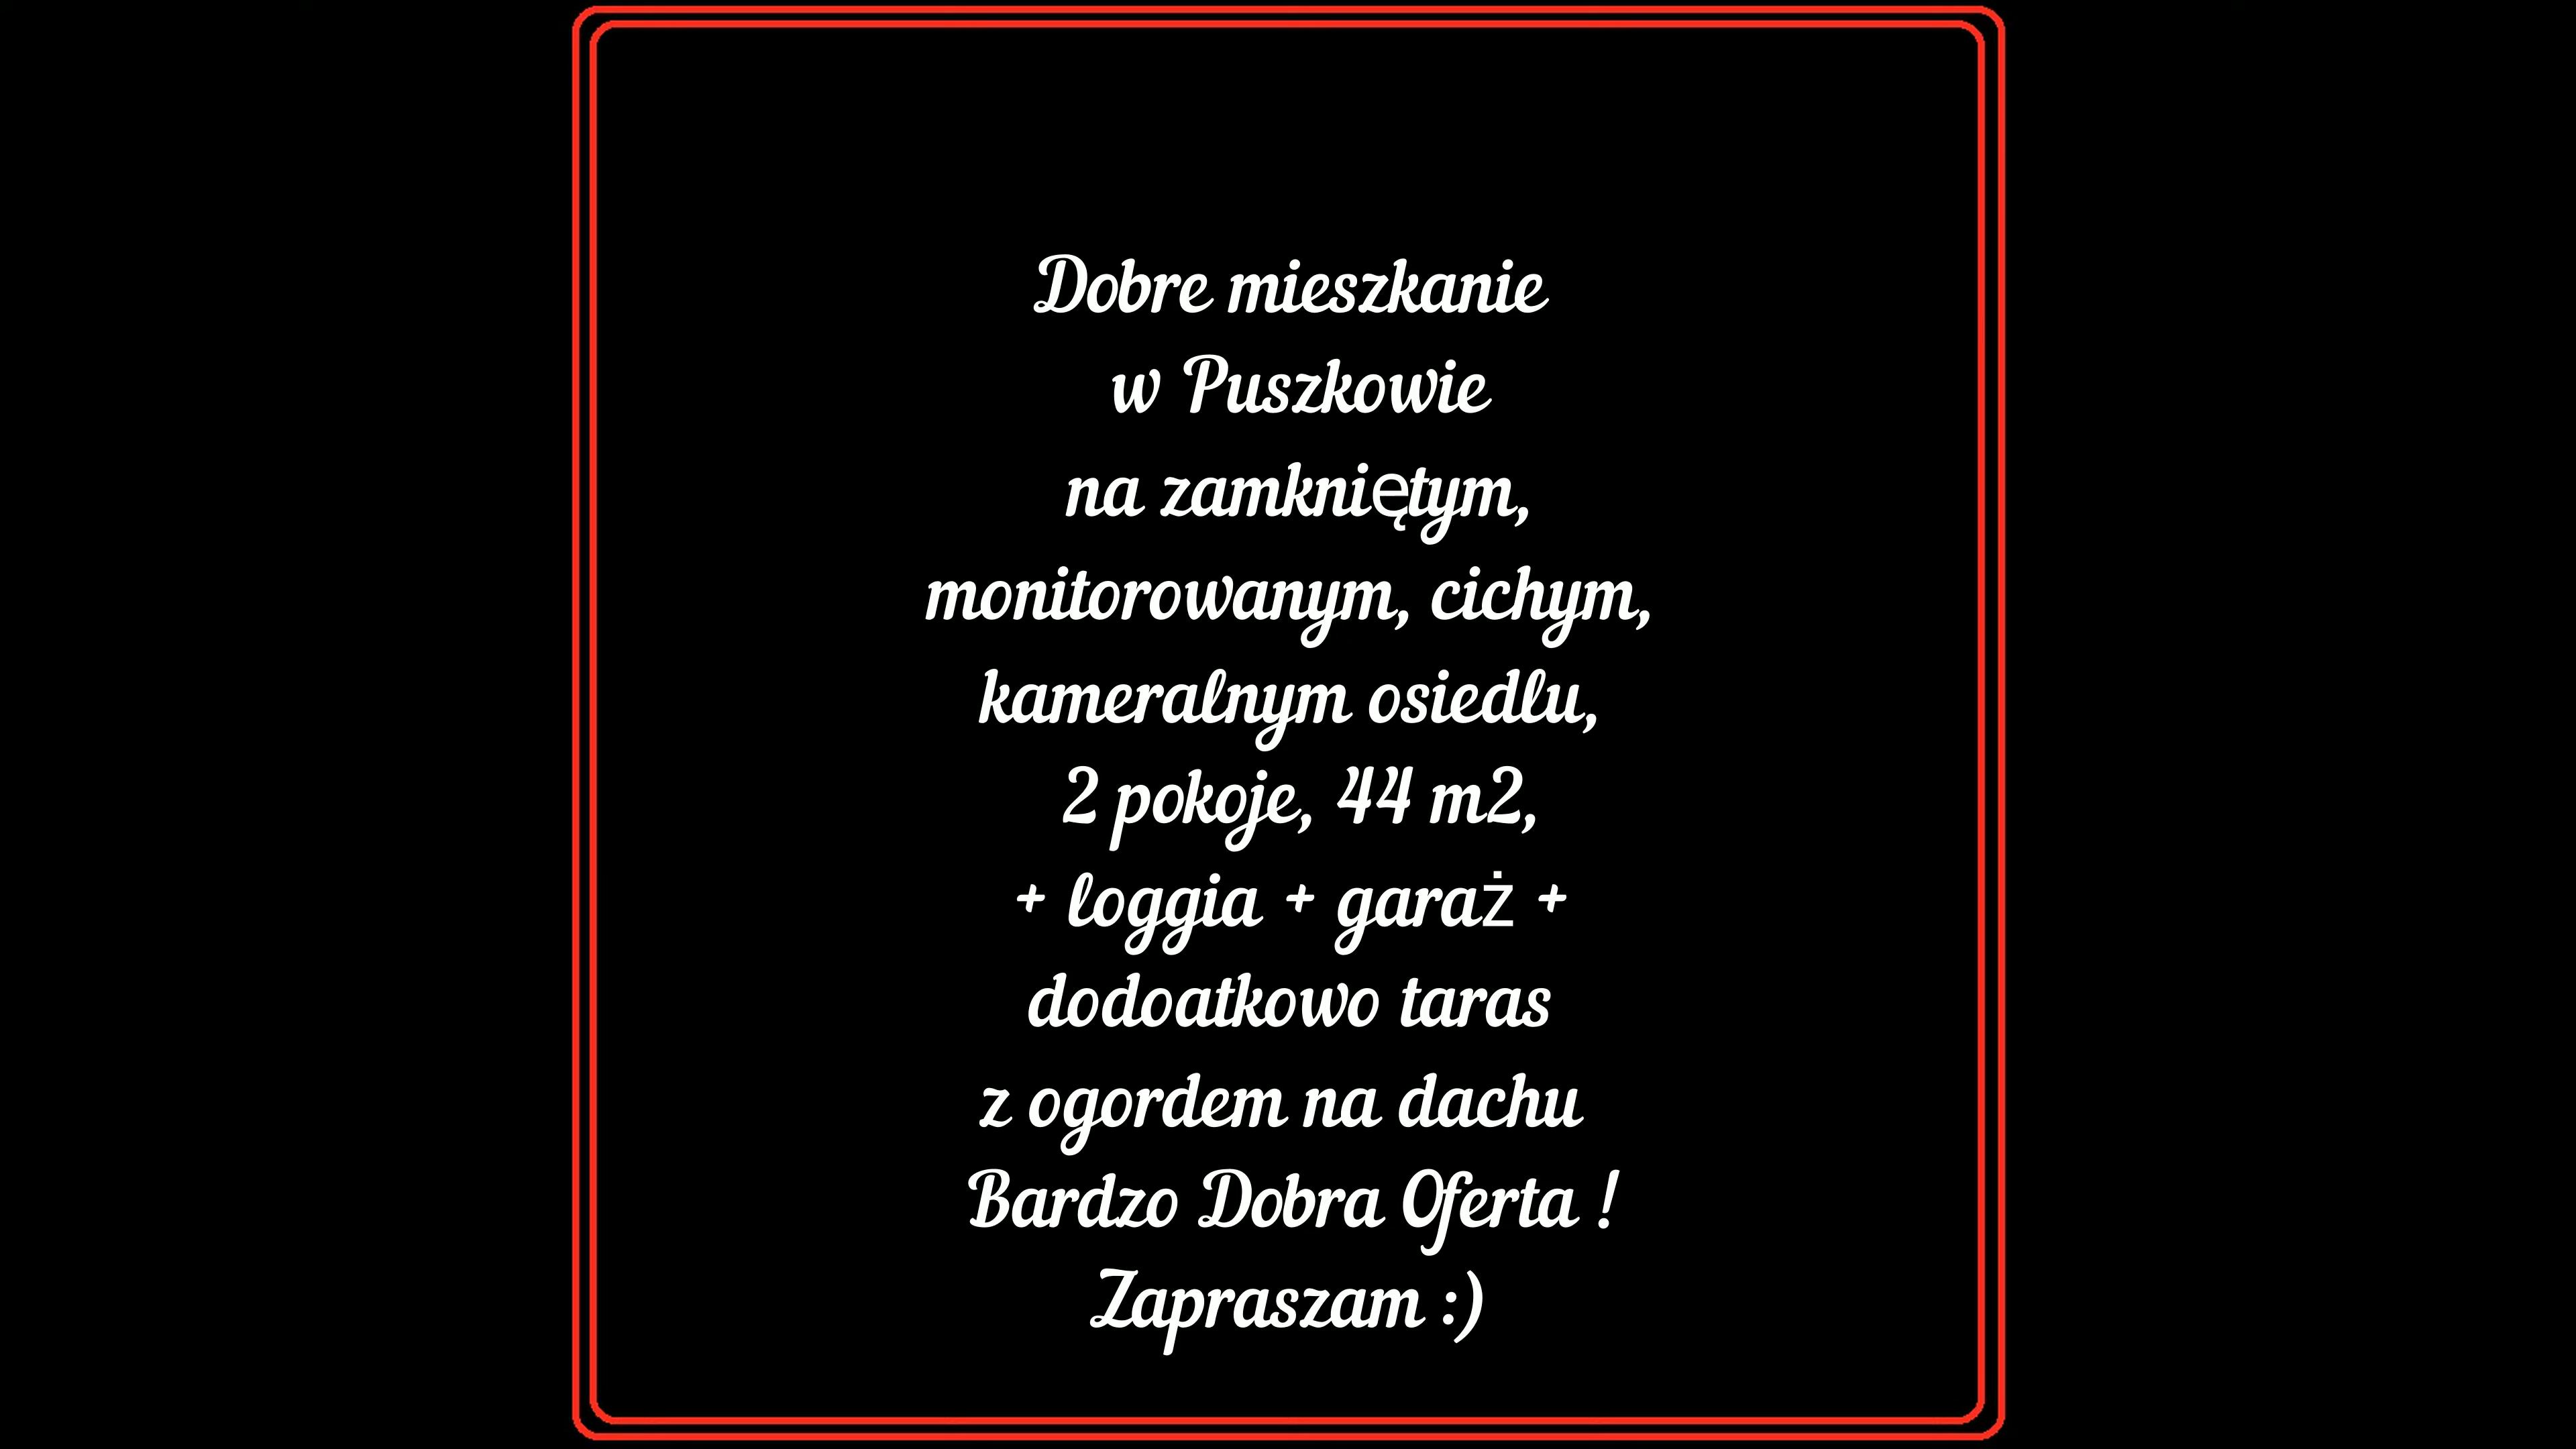 Dobre mieszkanie
w Puszkowie
na zamkniętym,
monitorowanym, cichym,
kameralnym osiedlu,
2 pokoje, 44 m2,
+ loggia + garaż +
dodoatkowo taras
z ogordem na dachu
Bardzo Dobra Oferta !
Zapraszam :)